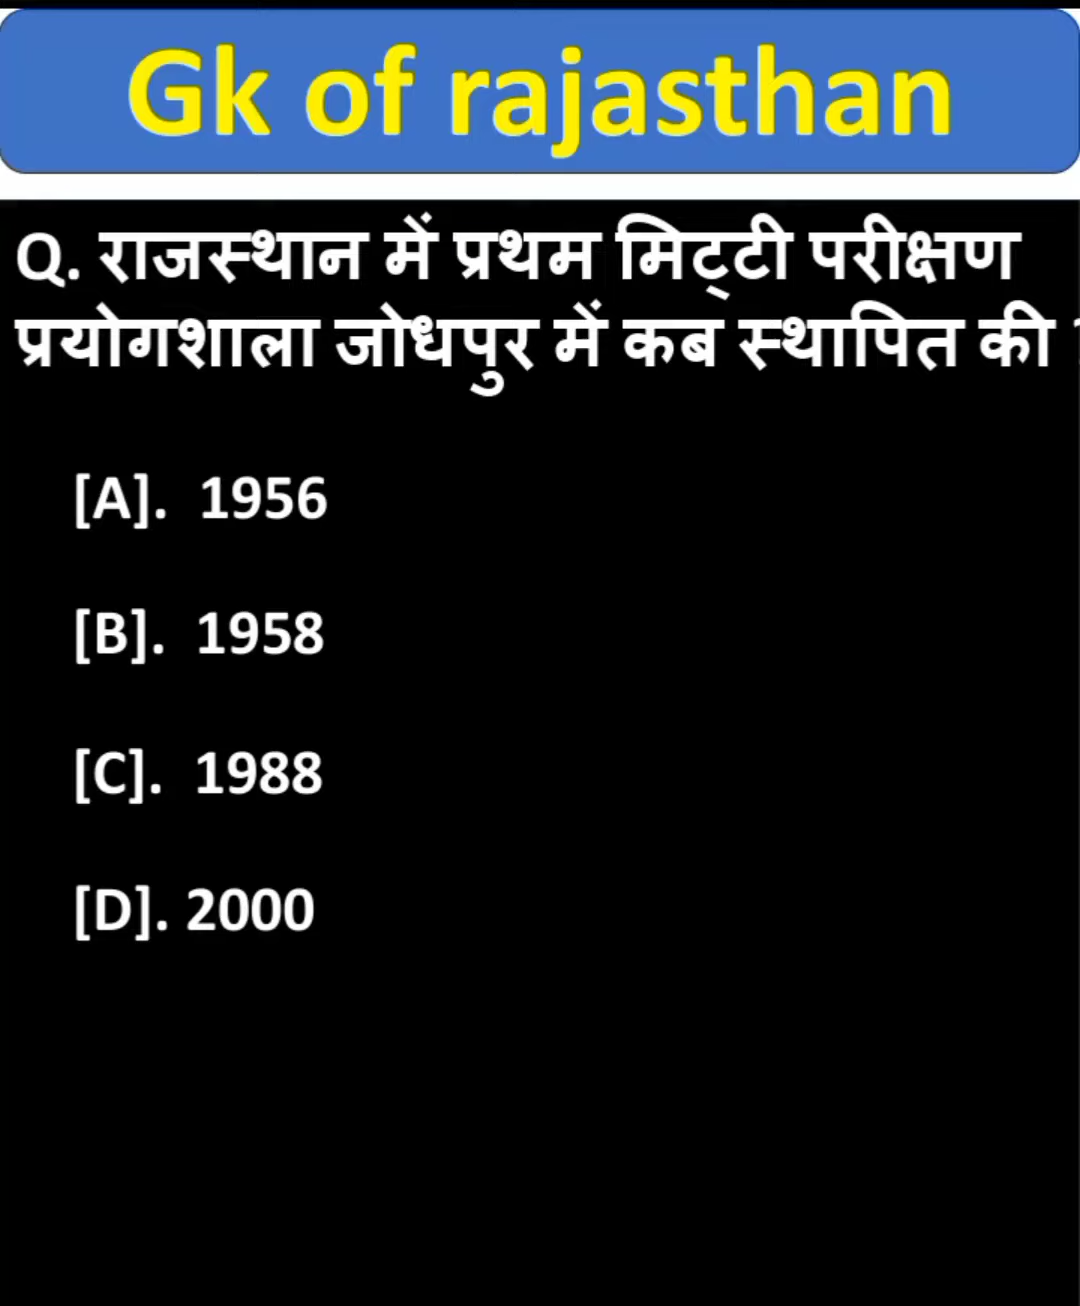 Gk of rajasthan
Q. राजस्थान में प्रथम मिट्टी परीक्षण
प्रयोगशाला जोधपुर में कब स्थापित की
[A]. 1956
[B]. 1958
[C]. 1988
[D]. 2000